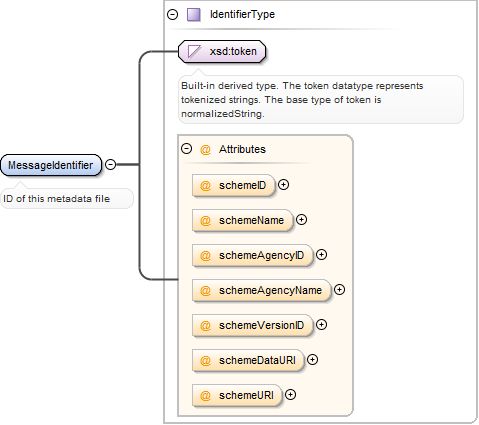 IdentifierType
xsd:token
Built-in derived type. The token datatype represents
tokenized strings. The base type of token is
normalizedString.
MessageIdentifier
ID of this metadata file
@ Attributes
@ schemeID
@ schemeName
@ schemeAgencyID
@ schemeAgencyName
@ schemeVersionID
@ schemeDataURI
@ schemeURI